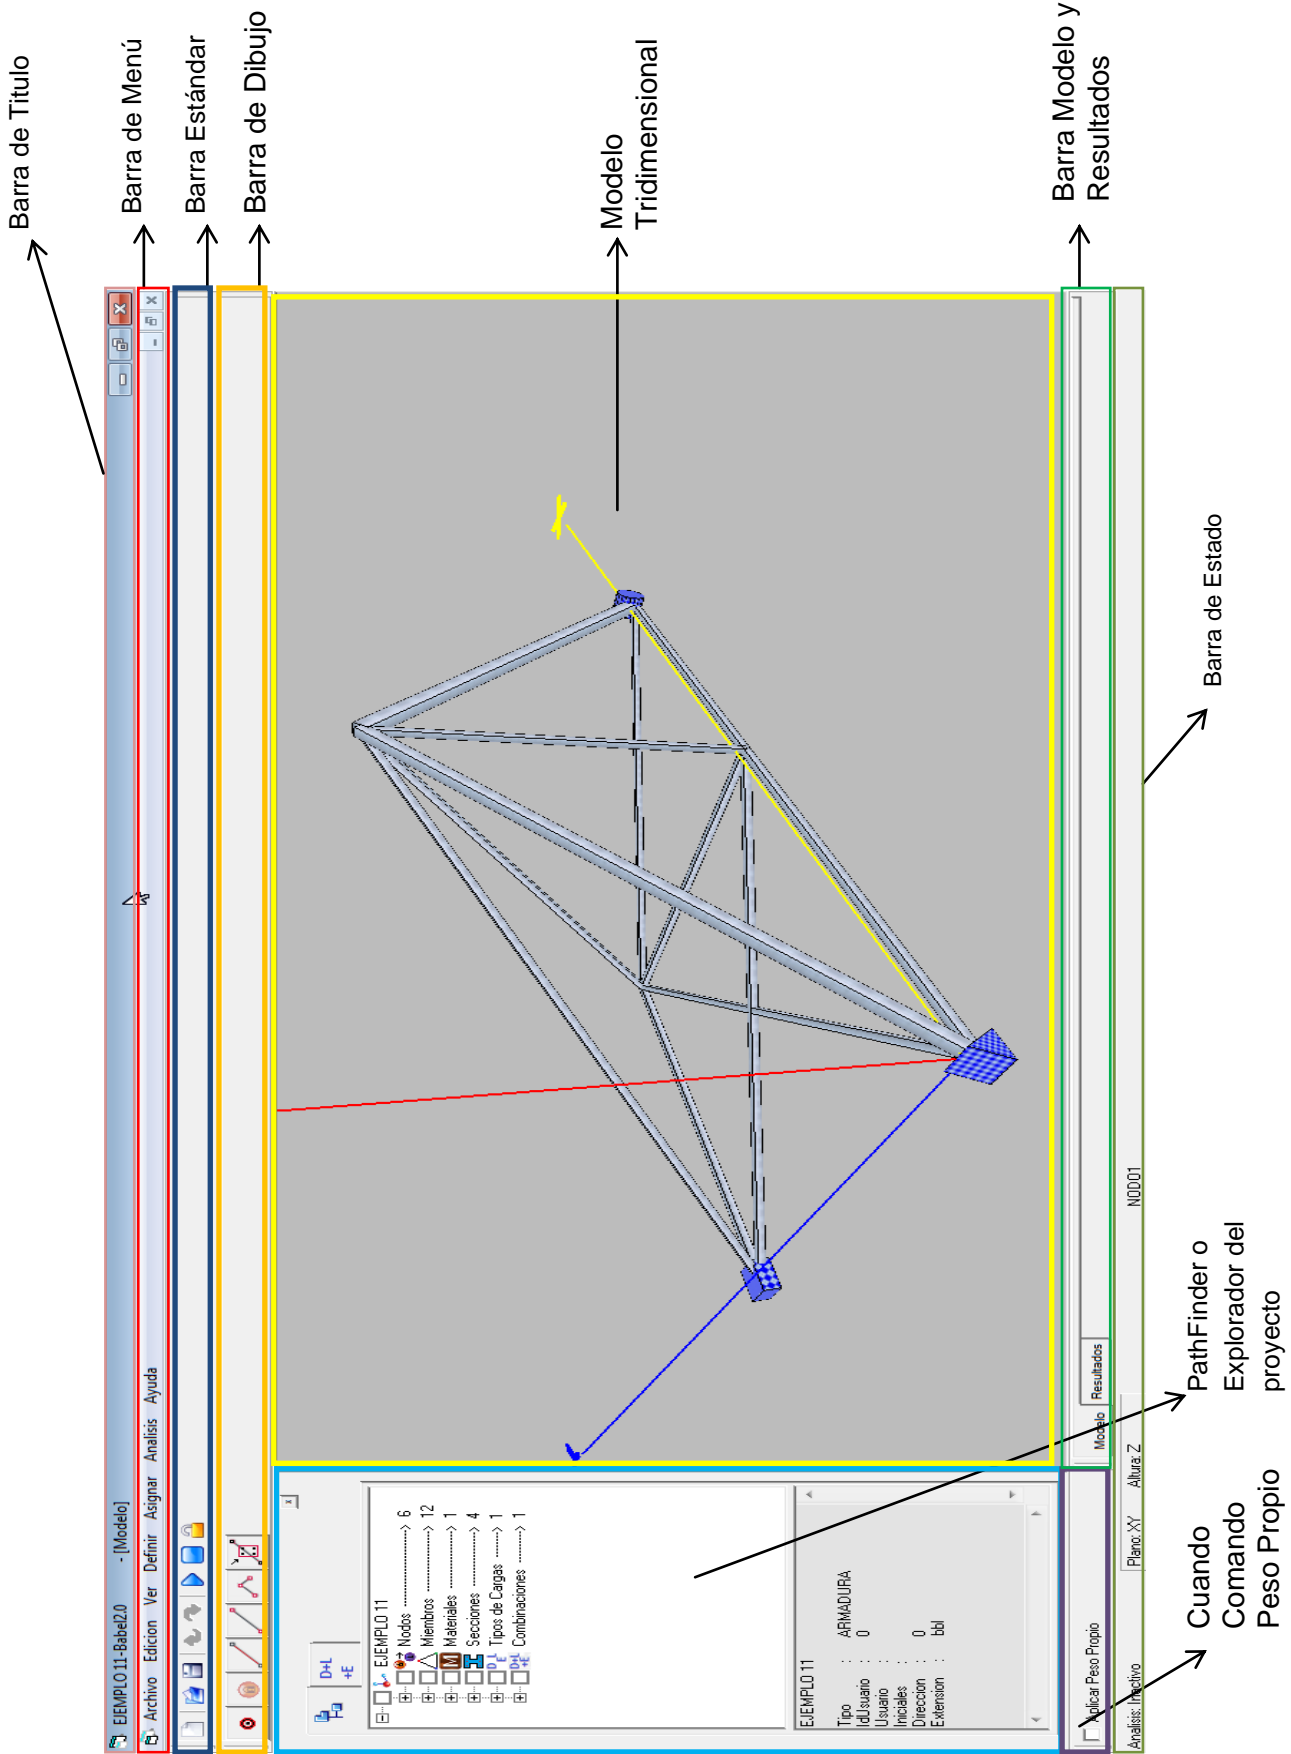 Barra de Titulo
Barra de Menú
Barra Estándar
Barra de Dibujo
Modelo
Tridimensional
Barra Modelo y
Resultados
EJEMPLO 11-Babel2.0 - [Modelo]
Archivo Edicion Ver Definir Asignar Analisis Ayuda
D+L
+E
EJEMPLO 11
Nodos ------------> 6
Miembros ----------> 12
Materiales --------> 1
Secciones ---------> 4
Tipos de Cargas ----> 1
Combinaciones -----> 1
EJEMPLO 11
Tipo : ARMADURA
IdUsuario : 0
Usuario :
Iniciales :
Direccion : 0
Extension : bbl
Aplicar Peso Propio
Modelo Resultados
Analisis: Inactivo Plano: XY Altura: Z NODO1
Cuando
Comando
Peso Propio
PathFinder o
Explorador del
proyecto
Barra de Estado